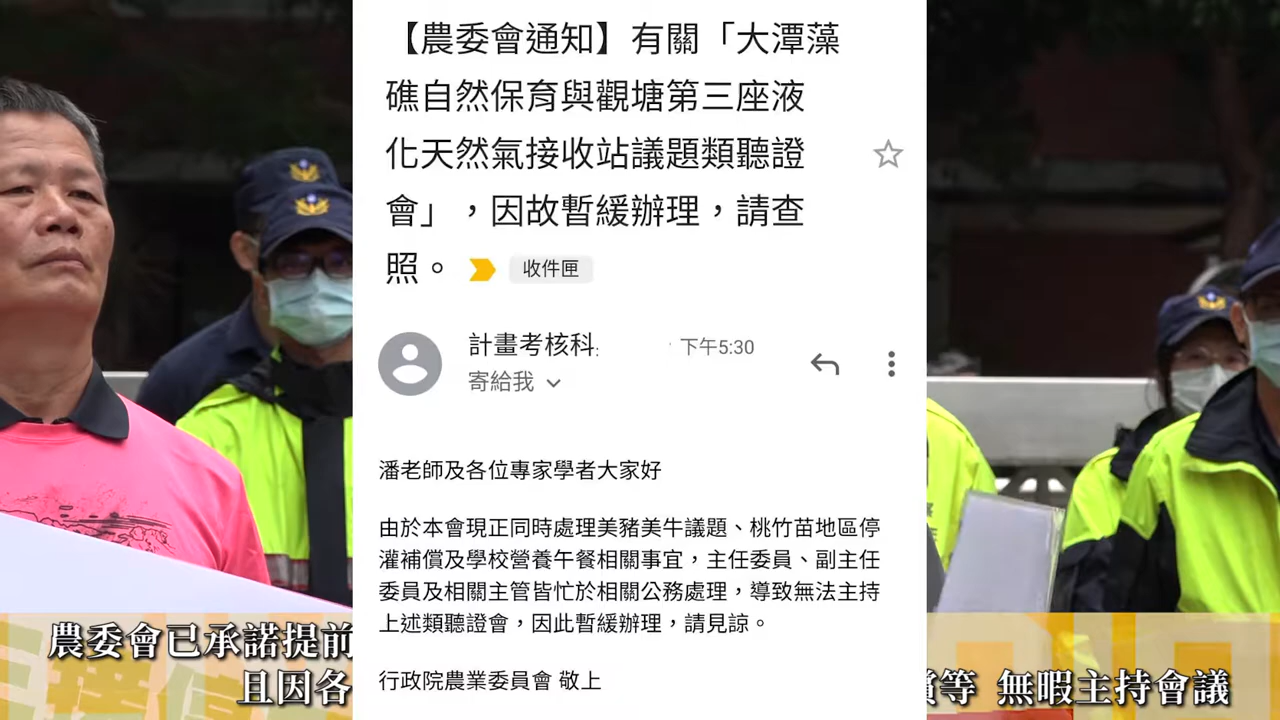 【農委會通知】有關「大潭藻
礁自然保育與觀塘第三座液
化天然氣接收站議題類聽證
會」，因故暫緩辦理，請查
照。 收件匣
計畫考核科 下午5:30
寄給我
潘老師及各位專家學者大家好
由於本會現正同時處理美豬美牛議題、桃竹苗地區停
灌補償及學校營養午餐相關事宜，主任委員、副主任
委員及相關主管皆忙於相關公務處理，導致無法主持
上述類聽證會，因此暫緩辦理，請見諒。
行政院農業委員會 敬上
農委會已承諾提前
且因各
等 無暇主持會議